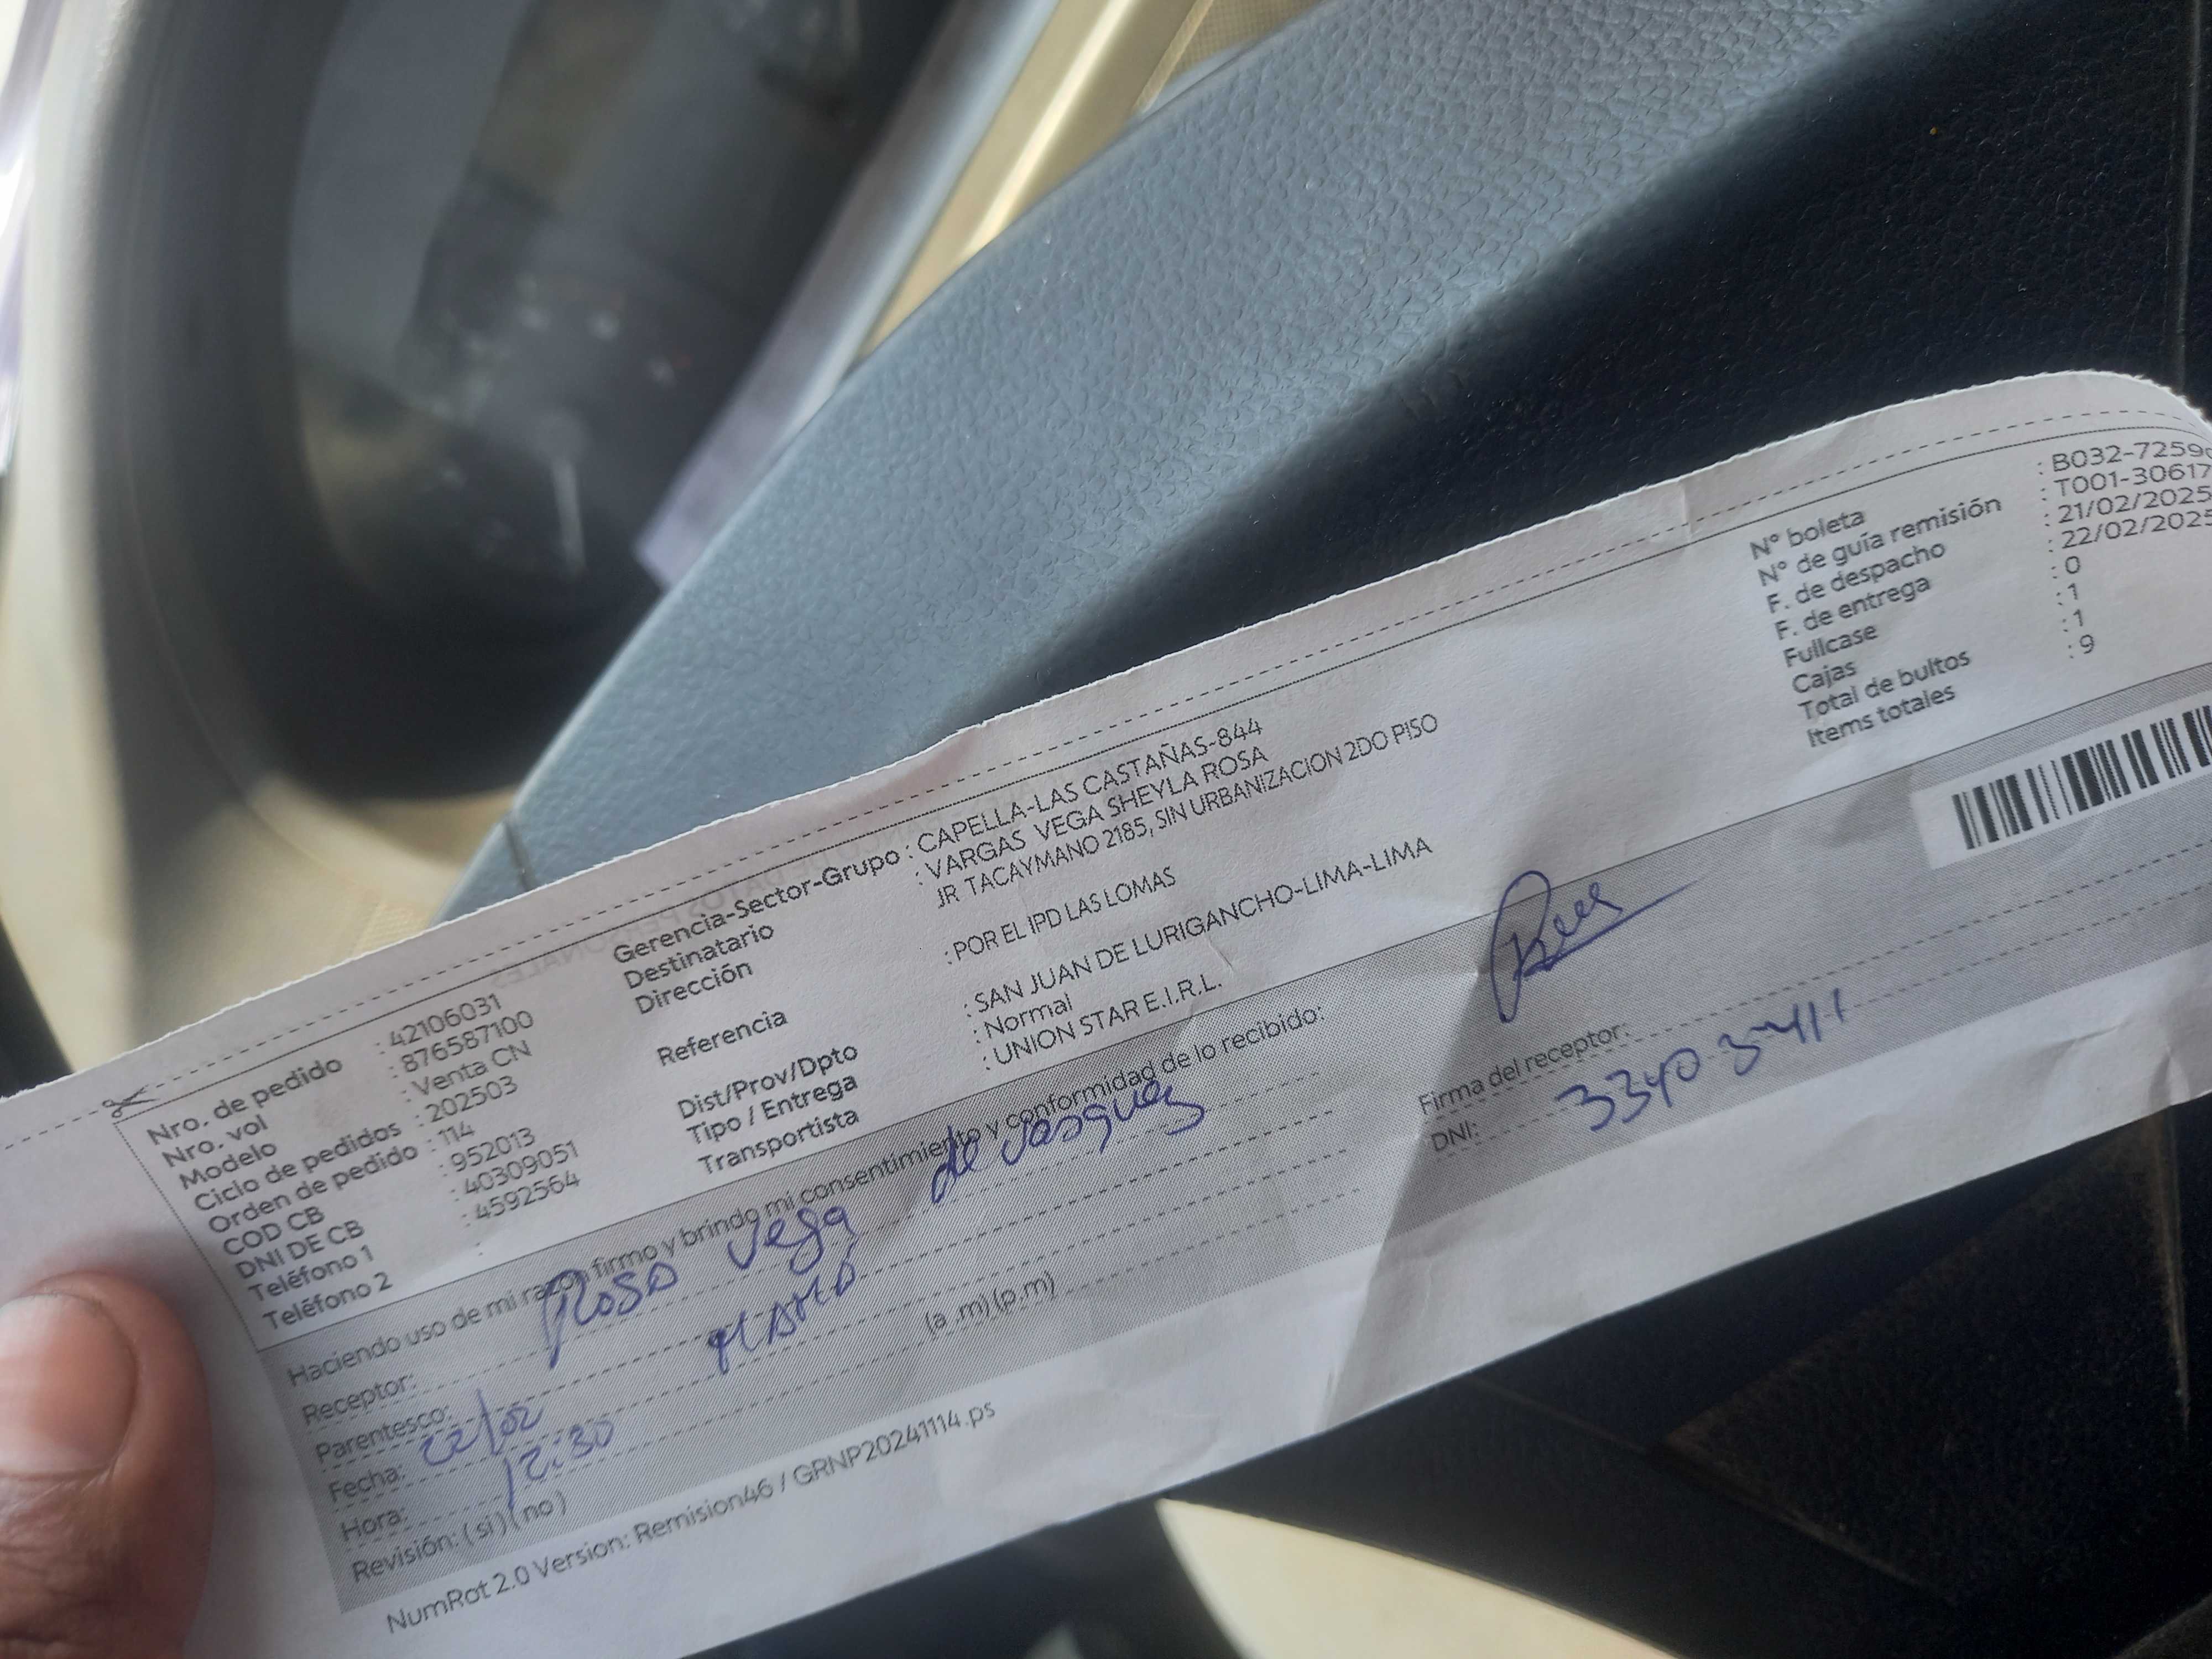 Nro. de pedido : 42106031
Nro. vol : 876587100
Modelo : Venta CN
Ciclo de pedidos : 202503
Orden de pedido : 114
COD CB : 952013
DNI DE CB : 40309051
Teléfono 1 : 4592564
Teléfono 2 :
Gerencia-Sector-Grupo : CAPELLA-LAS CASTAÑAS-844
Destinatario : VARGAS VEGA SHEYLA ROSA
Dirección JR TACAYMANO 2185, SIN URBANIZACION 2DO PISO
Referencia : POR EL IPD LAS LOMAS
Dist/Prov/Dpto : SAN JUAN DE LURIGANCHO-LIMA-LIMA
Tipo / Entrega : Normal
Transportista : UNION STAR E.I.R.L.
N° boleta : B032-7259
N° de guía remisión : T001-30617
F. de despacho : 21/02/2025
F. de entrega : 22/02/2025
Fullcase : 0
Cajas : 1
Total de bultos : 1
Items totales : 9
Haciendo uso de mi razón firmo y brindo mi consentimiento y conformidad de lo recibido:
Receptor: Rosa Vega de Vasquez
Parentesco: MAMÁ
Fecha: 22/02
Hora: 12:30 (a.m)(p.m)
Revisión: (si)(no)
Firma del receptor:
DNI: 33403411
NumRot 2.0 Version: Remision46 / GRNP20241114.ps